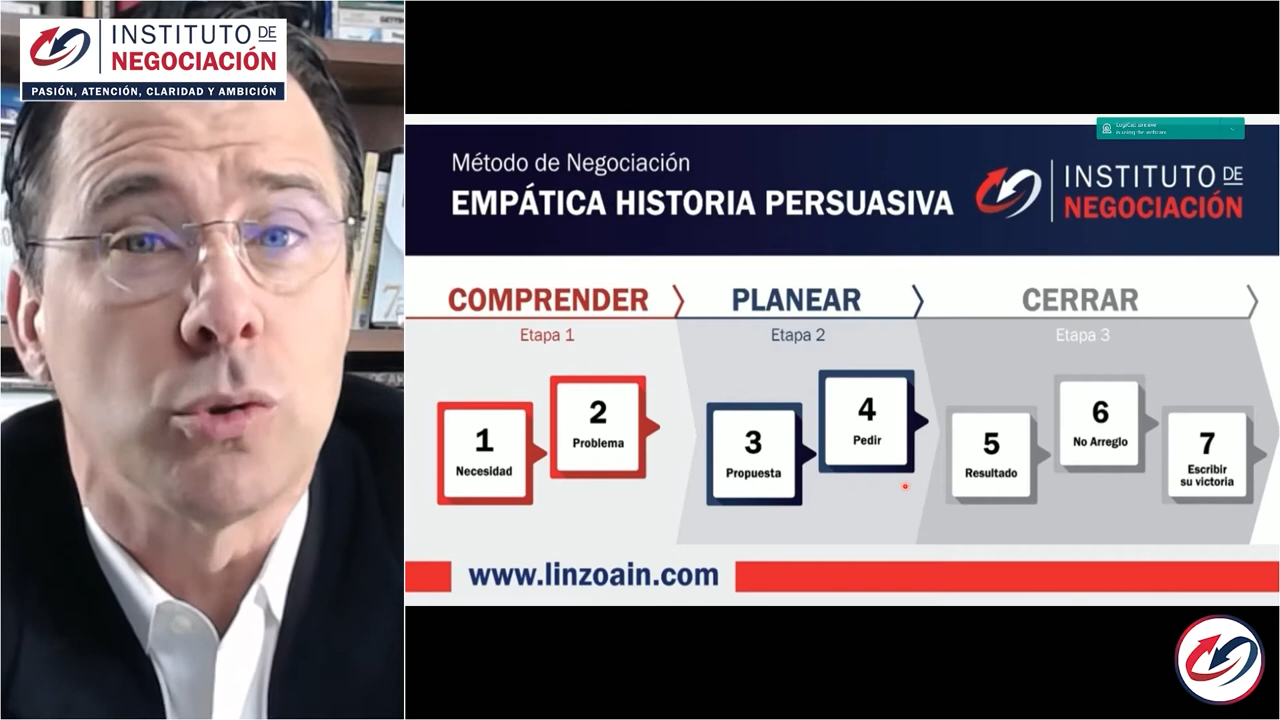 INSTITUTO DE
NEGOCIACIÓN
PASIÓN, ATENCIÓN, CLARIDAD Y AMBICIÓN
Método de Negociación
EMPÁTICA HISTORIA PERSUASIVA
INSTITUTO DE
NEGOCIACIÓN
COMPRENDER
PLANEAR
CERRAR
Etapa 1
Etapa 2
Etapa 3
1
Necesidad
2
Problema
3
Propuesta
4
Pedir
5
Resultado
6
No Arreglo
7
Escribir
su victoria
www.linzoain.com
7